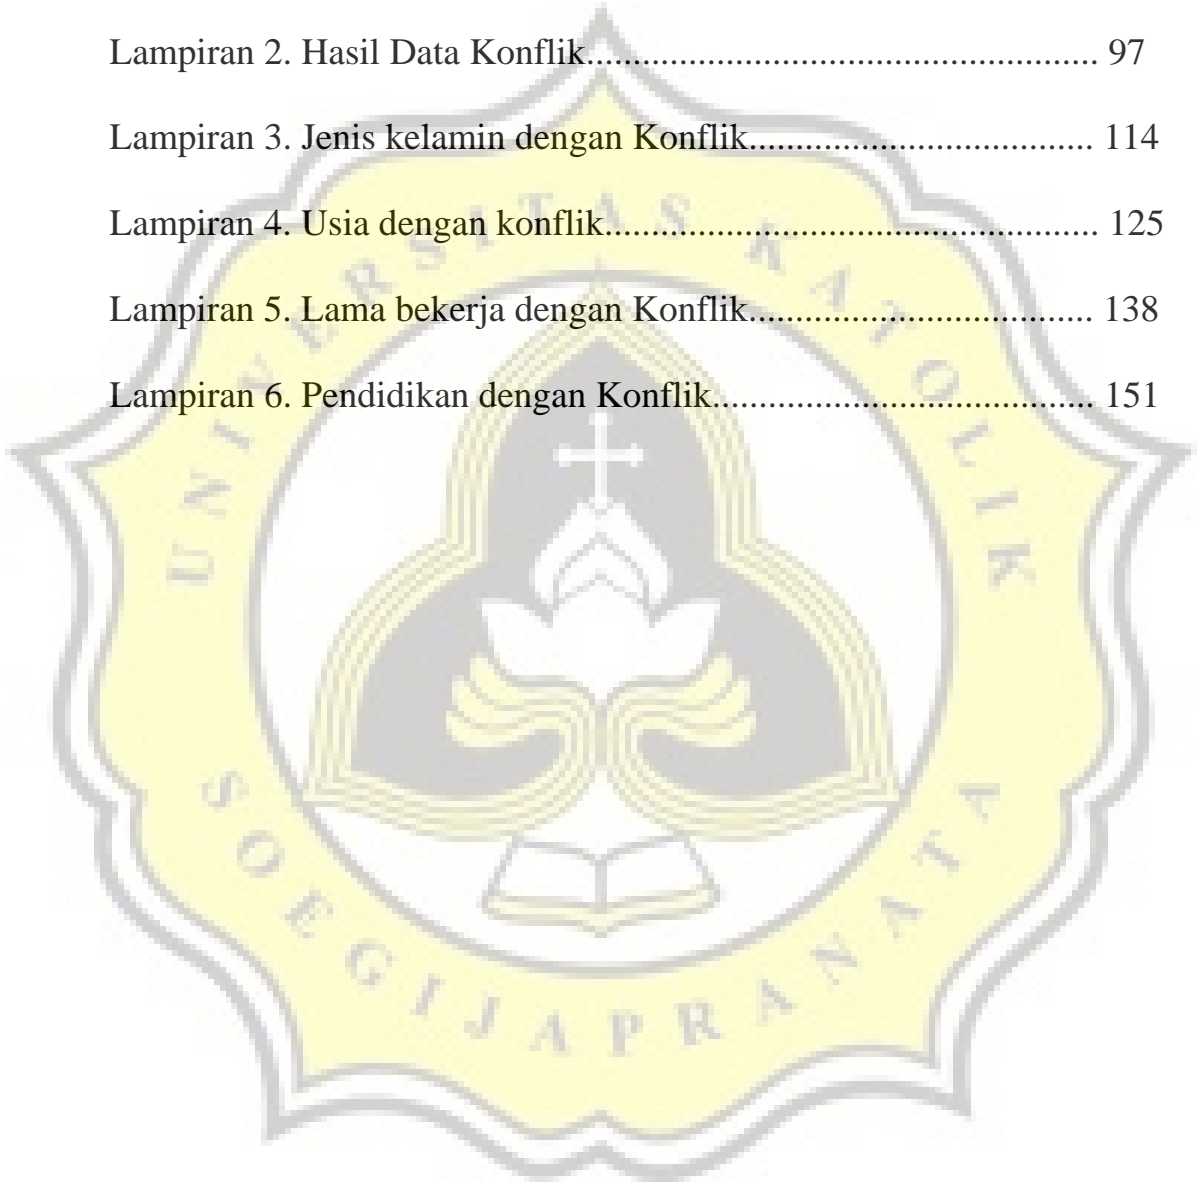 Lampiran 2. Hasil Data Konflik....................................................... 97
Lampiran 3. Jenis kelamin dengan Konflik..................................... 114
Lampiran 4. Usia dengan konflik..................................................... 125
Lampiran 5. Lama bekerja dengan Konflik..................................... 138
Lampiran 6. Pendidikan dengan Konflik......................................... 151
UNIVERSITAS KATOLIK
SOEGIJAPRANATA